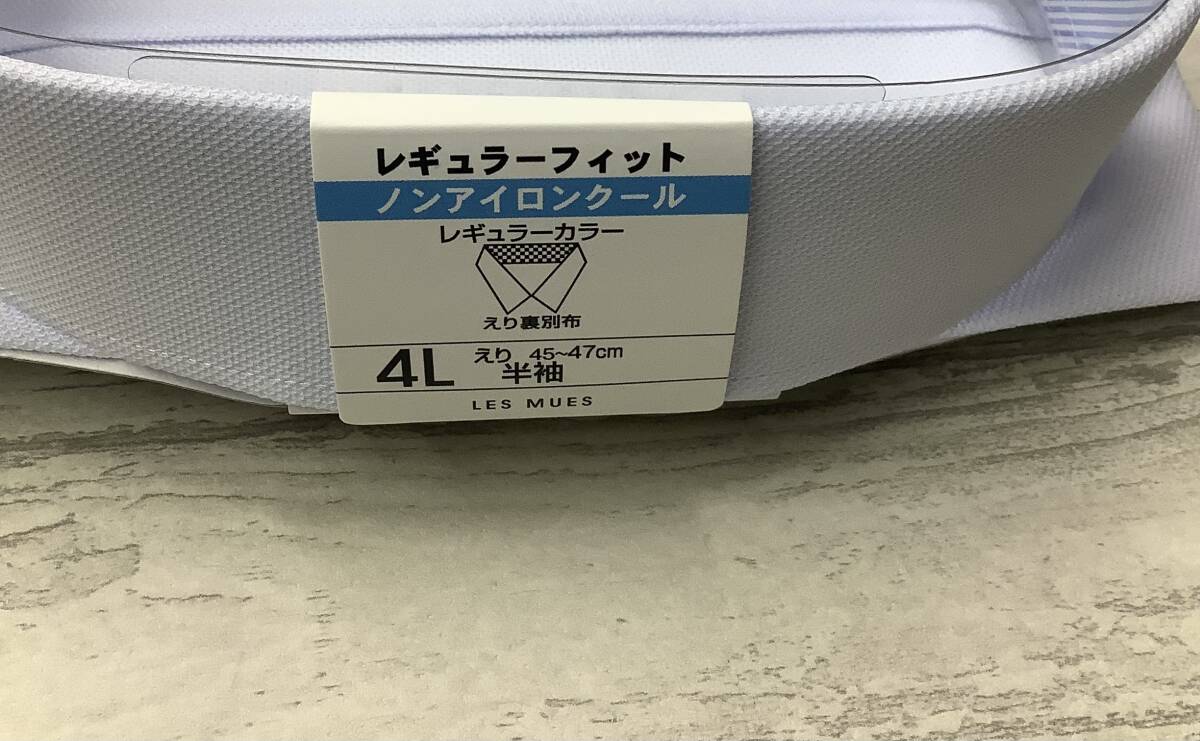 レギュラーフィット
ノンアイロンクール
レギュラーカラー
えり裏別布
4L えり 45~47cm
半袖
LES MUES